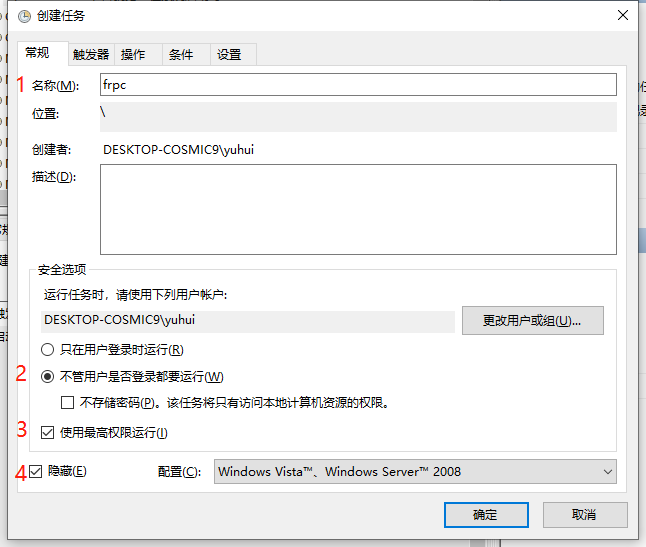 创建任务
常规 触发器 操作 条件 设置
1 名称(M): frpc
位置: \
创建者: DESKTOP-COSMIC9\yuhui
描述(D):
安全选项
运行任务时，请使用下列用户帐户:
DESKTOP-COSMIC9\yuhui 更改用户或组(U)...
只在用户登录时运行(R)
2 不管用户是否登录都要运行(W)
不存储密码(P)。该任务将只有访问本地计算机资源的权限。
3 使用最高权限运行(I)
4 隐藏(E) 配置(C): Windows Vista™、Windows Server™ 2008
确定 取消